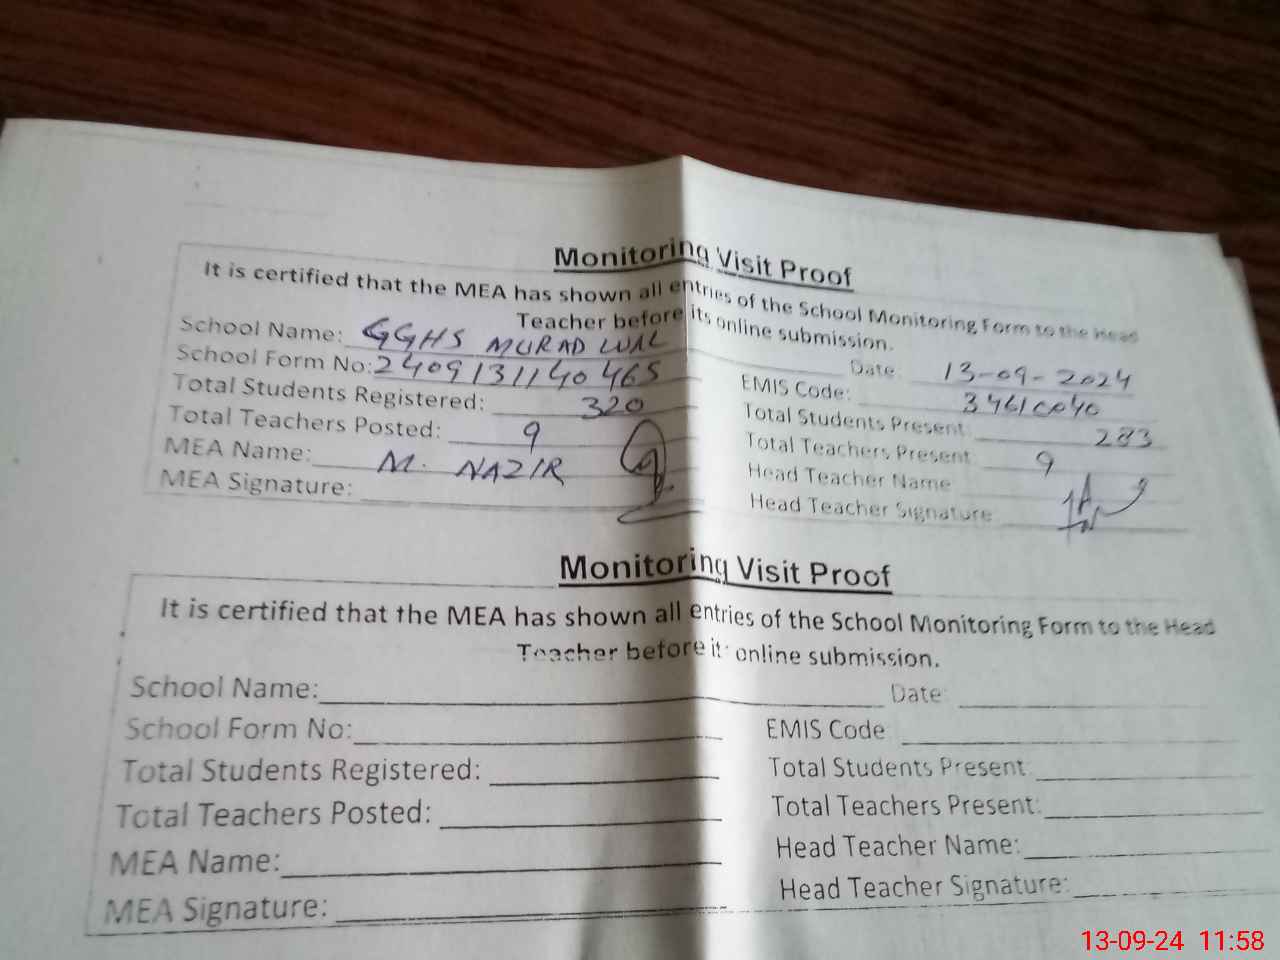 Monitoring Visit Proof
It is certified that the MEA has shown all entries of the School Monitoring Form to the Head
Teacher before its online submission.
School Name: GGHS MURAD WAL Date: 13-09-2024
School Form No: 2409131140465 EMIS Code: 34610040
Total Students Registered: 320 Total Students Present 283
Total Teachers Posted: 9 Total Teachers Present 9
MEA Name: M. NAZIR Head Teacher Name
MEA Signature: Head Teacher Signature
Monitoring Visit Proof
It is certified that the MEA has shown all entries of the School Monitoring Form to the Head
Teacher before its online submission.
School Name: Date:
School Form No: EMIS Code
Total Students Registered: Total Students Present
Total Teachers Posted: Total Teachers Present:
MEA Name: Head Teacher Name:
MEA Signature: Head Teacher Signature:
13-09-24 11:58